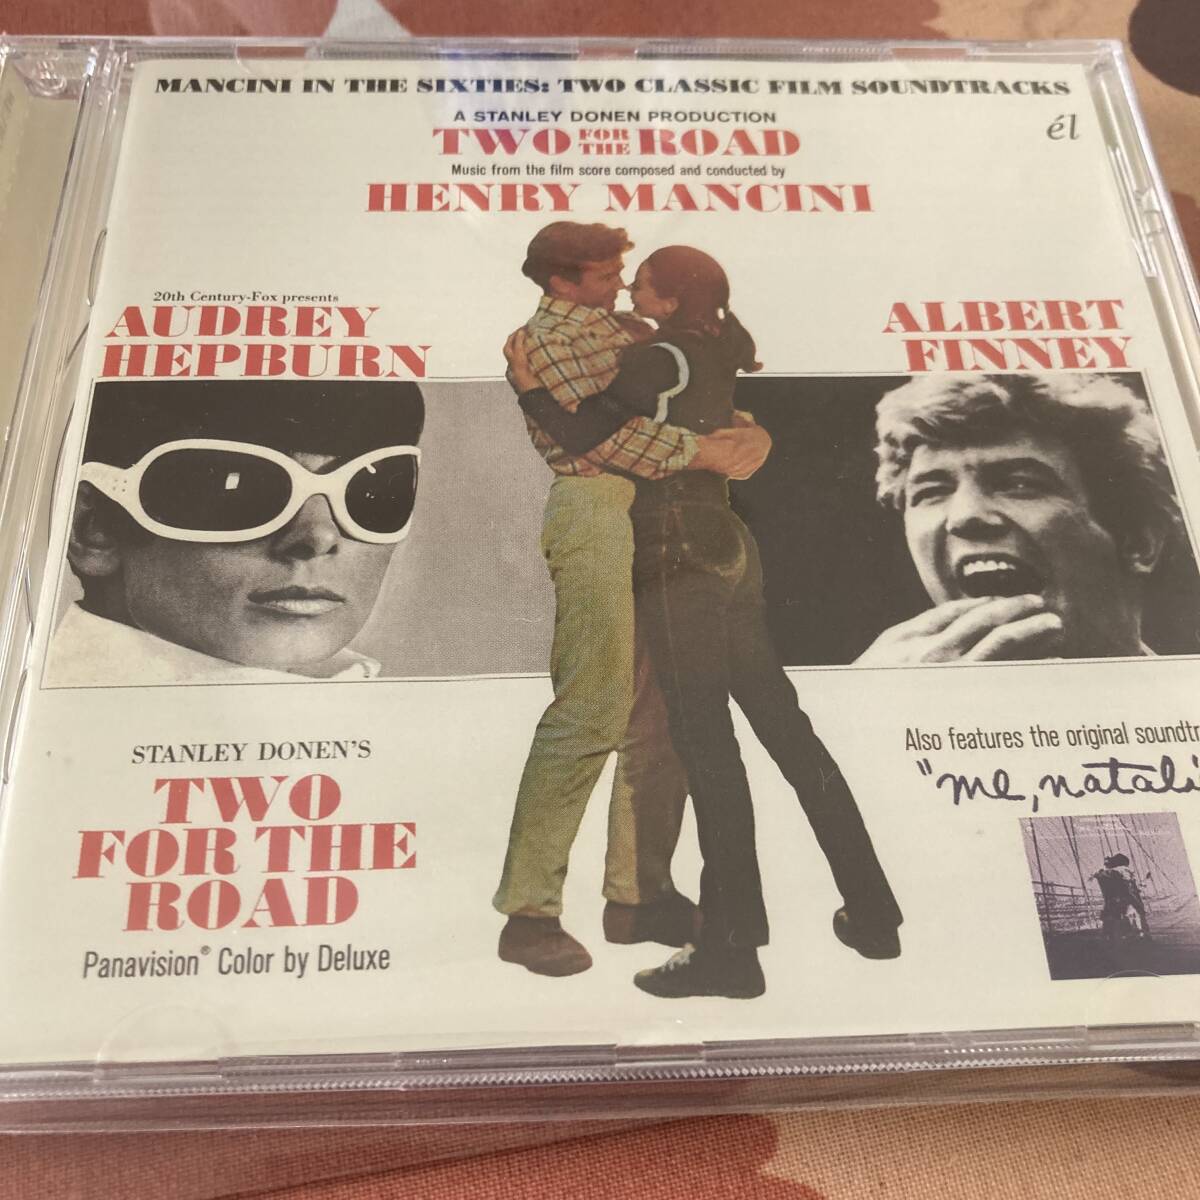 MANCINI IN THE SIXTIES: TWO CLASSIC FILM SOUNDTRACKS
él
A STANLEY DONEN PRODUCTION
TWO FOR THE ROAD
Music from the film score composed and conducted by
HENRY MANCINI
20th Century-Fox presents
AUDREY
HEPBURN
ALBERT
FINNEY
STANLEY DONEN'S
TWO
FOR THE
ROAD
Panavision® Color by Deluxe
Also features the original soundtr
"me, natali